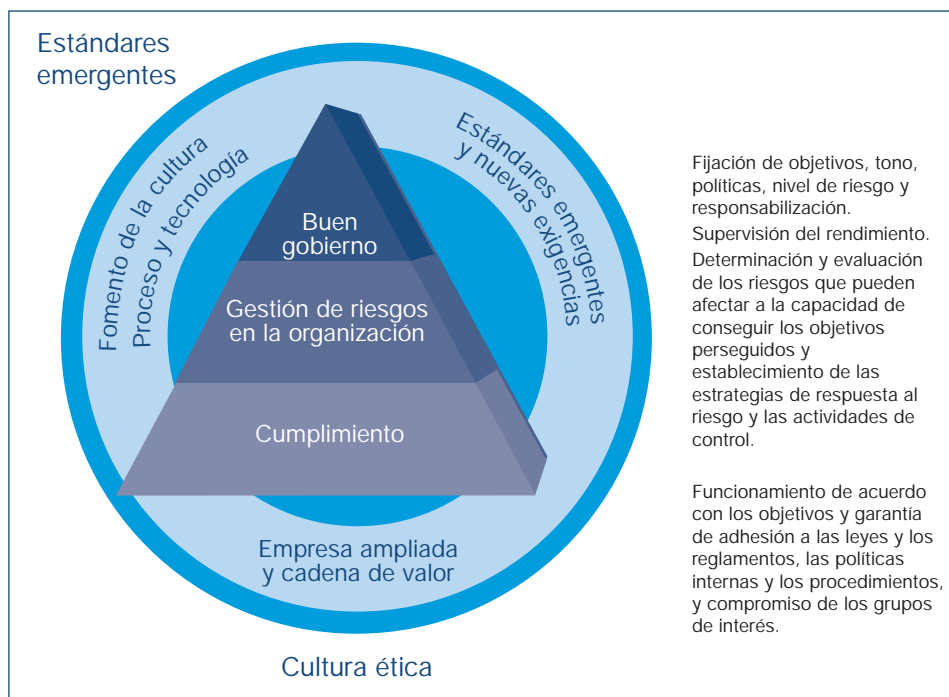 Estándares
emergentes
Fomento de la cultura
Proceso y tecnología
Estándares emergentes
y nuevas exigencias
Buen
gobierno
Gestión de riesgos
en la organización
Cumplimiento
Empresa ampliada
y cadena de valor
Cultura ética
Fijación de objetivos, tono,
políticas, nivel de riesgo y
responsabilización.
Supervisión del rendimiento.
Determinación y evaluación
de los riesgos que pueden
afectar a la capacidad de
conseguir los objetivos
perseguidos y
establecimiento de las
estrategias de respuesta al
riesgo y las actividades de
control.
Funcionamiento de acuerdo
con los objetivos y garantía
de adhesión a las leyes y los
reglamentos, las políticas
internas y los procedimientos,
y compromiso de los grupos
de interés.